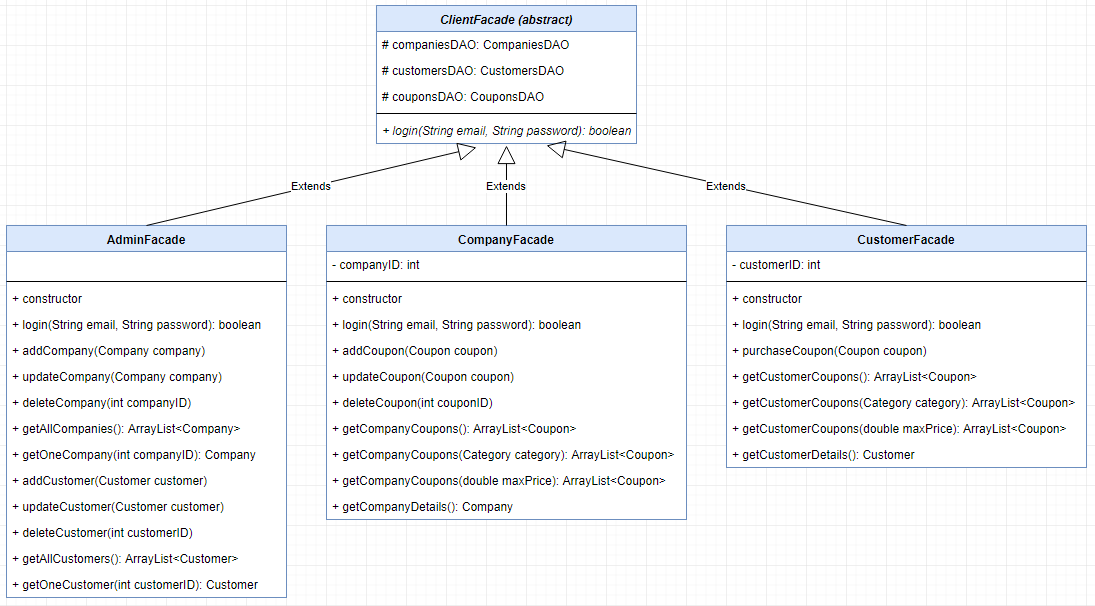 ClientFacade (abstract)
# companiesDAO: CompaniesDAO
# customersDAO: CustomersDAO
# couponsDAO: CouponsDAO
+ login(String email, String password): boolean
Extends
Extends
Extends
AdminFacade
+ constructor
+ login(String email, String password): boolean
+ addCompany(Company company)
+ updateCompany(Company company)
+ deleteCompany(int companyID)
+ getAllCompanies(): ArrayList<Company>
+ getOneCompany(int companyID): Company
+ addCustomer(Customer customer)
+ updateCustomer(Customer customer)
+ deleteCustomer(int customerID)
+ getAllCustomers(): ArrayList<Customer>
+ getOneCustomer(int customerID): Customer
CompanyFacade
- companyID: int
+ constructor
+ login(String email, String password): boolean
+ addCoupon(Coupon coupon)
+ updateCoupon(Coupon coupon)
+ deleteCoupon(int couponID)
+ getCompanyCoupons(): ArrayList<Coupon>
+ getCompanyCoupons(Category category): ArrayList<Coupon>
+ getCompanyCoupons(double maxPrice): ArrayList<Coupon>
+ getCompanyDetails(): Company
CustomerFacade
- customerID: int
+ constructor
+ login(String email, String password): boolean
+ purchaseCoupon(Coupon coupon)
+ getCustomerCoupons(): ArrayList<Coupon>
+ getCustomerCoupons(Category category): ArrayList<Coupon>
+ getCustomerCoupons(double maxPrice): ArrayList<Coupon>
+ getCustomerDetails(): Customer